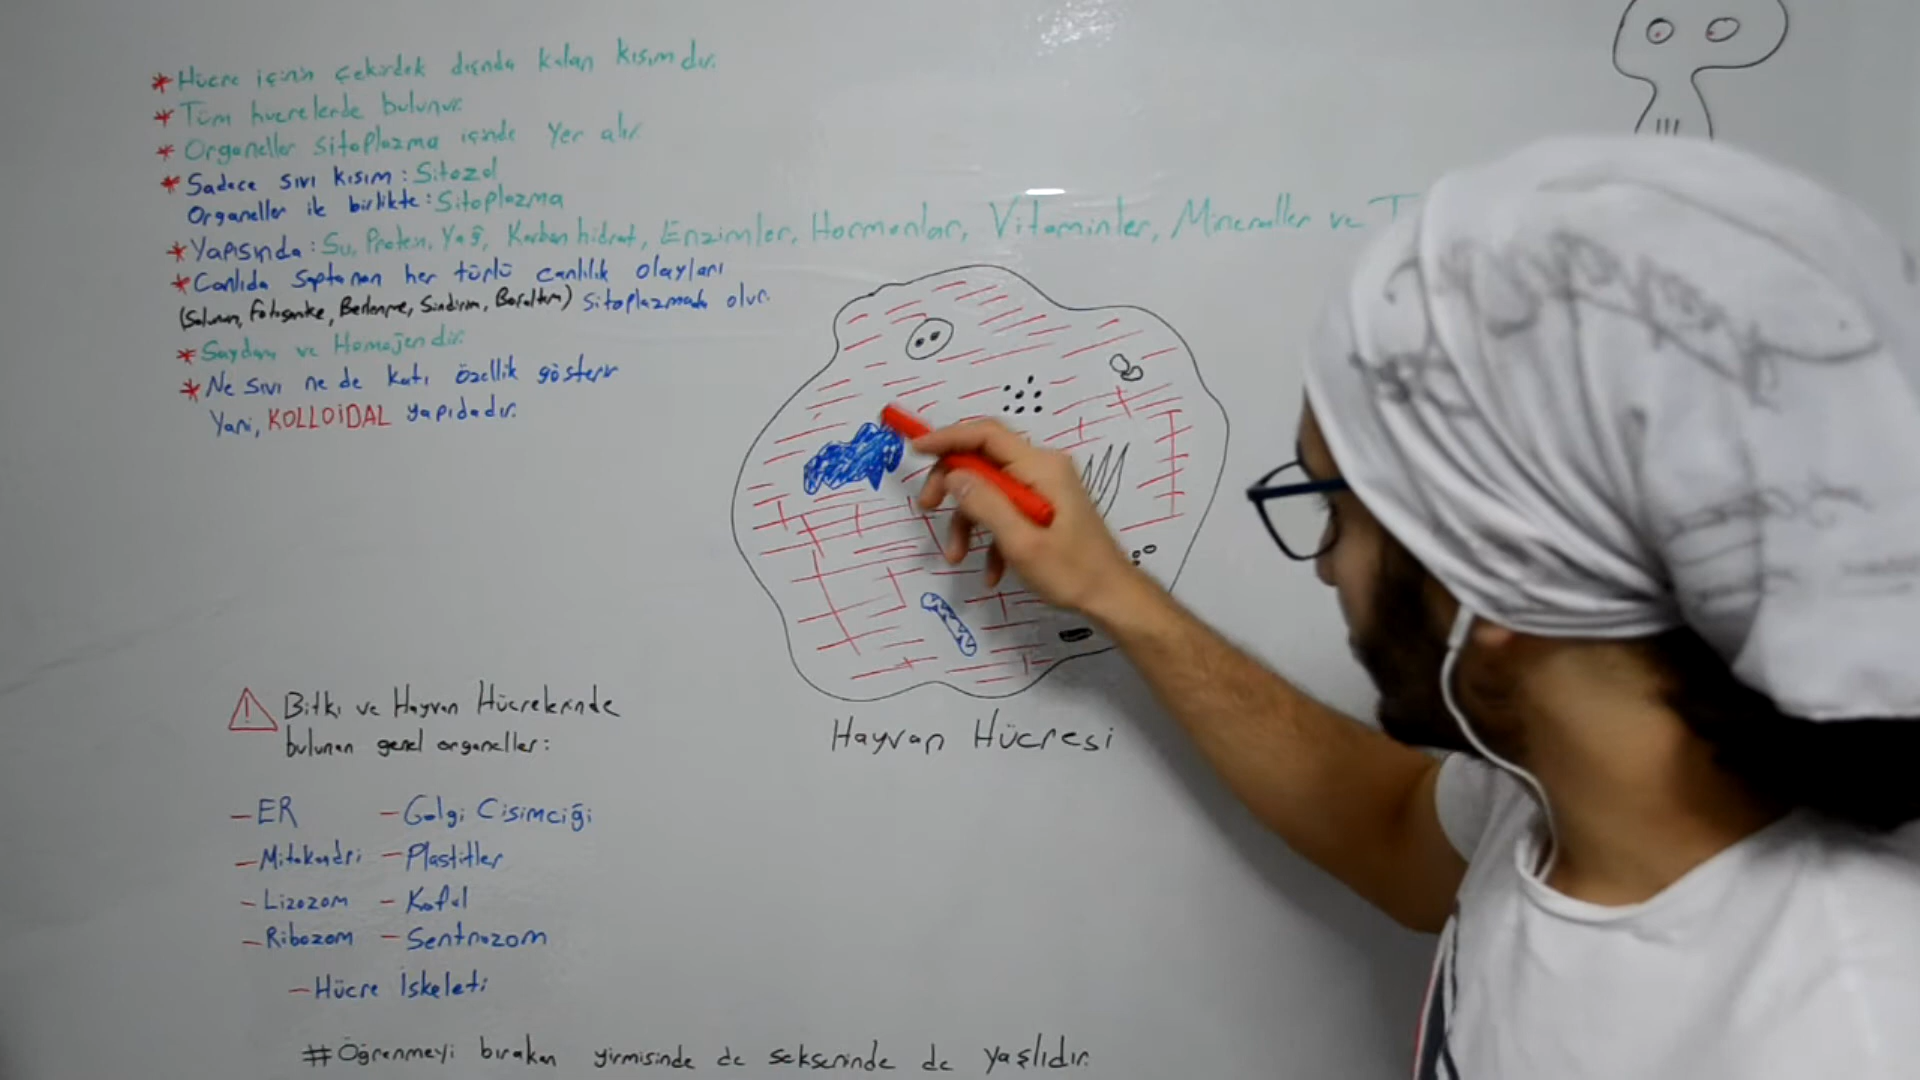 * Hücre içinin çekirdek dışında kalan kısımdır.
* Tüm hücrelerde bulunur.
* Organeller sitoplazma içinde yer alır.
* Sadece sıvı kısım : Sitozol
Organeller ile birlikte : Sitoplazma
* Yapısında : Su, Protein, Yağ, Karbonhidrat, Enzimler, Hormonlar, Vitaminler, Mineraller ve
* Canlıda saptanan her türlü canlılık olayları
(Solunum, Fotosentez, Beslenme, Sindirim, Boşaltım) sitoplazmada olur.
* Saydam ve Homojendir.
* Ne sıvı ne de katı özellik gösterir
Yani, KOLLOİDAL yapıdadır.
Hayvan Hücresi
! Bitki ve Hayvan Hücrelerinde
bulunan genel organeller :
- ER - Golgi Cisimciği
- Mitokondri - Plastitler
- Lizozom - Koful
- Ribozom - Sentrozom
- Hücre İskeleti
# Öğrenmeyi bırakan yirmisinde de sekseninde de yaşlıdır.